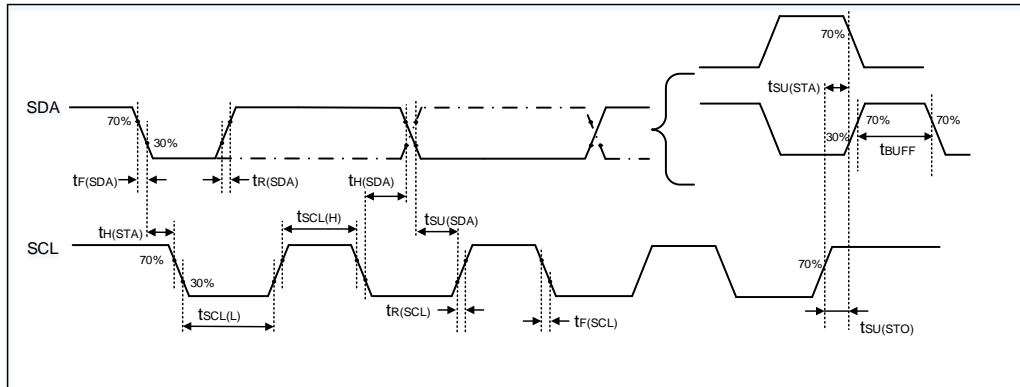 70%
tSU(STA)
SDA
70%
30%
30%
70%
70%
tBUFF
tF(SDA)
tR(SDA)
tH(SDA)
tSCL(H)
tSU(SDA)
tH(STA)
SCL
70%
30%
70%
tSCL(L)
tR(SCL)
tF(SCL)
tSU(STO)